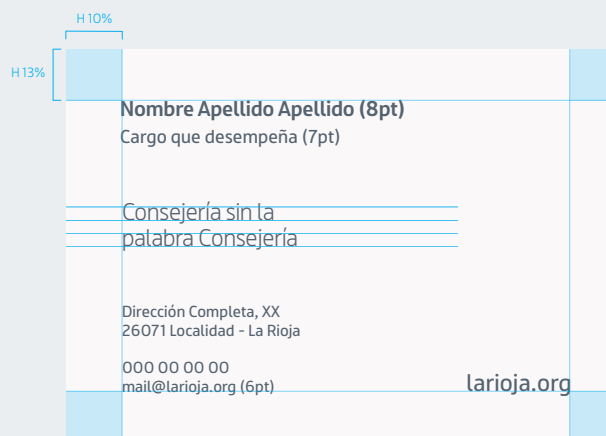 H 10%
H 13%
Nombre Apellido Apellido (8pt)
Cargo que desempeña (7pt)
Consejería sin la
palabra Consejería
Dirección Completa, XX
26071 Localidad - La Rioja
000 00 00 00
mail@larioja.org (6pt)
larioja.org